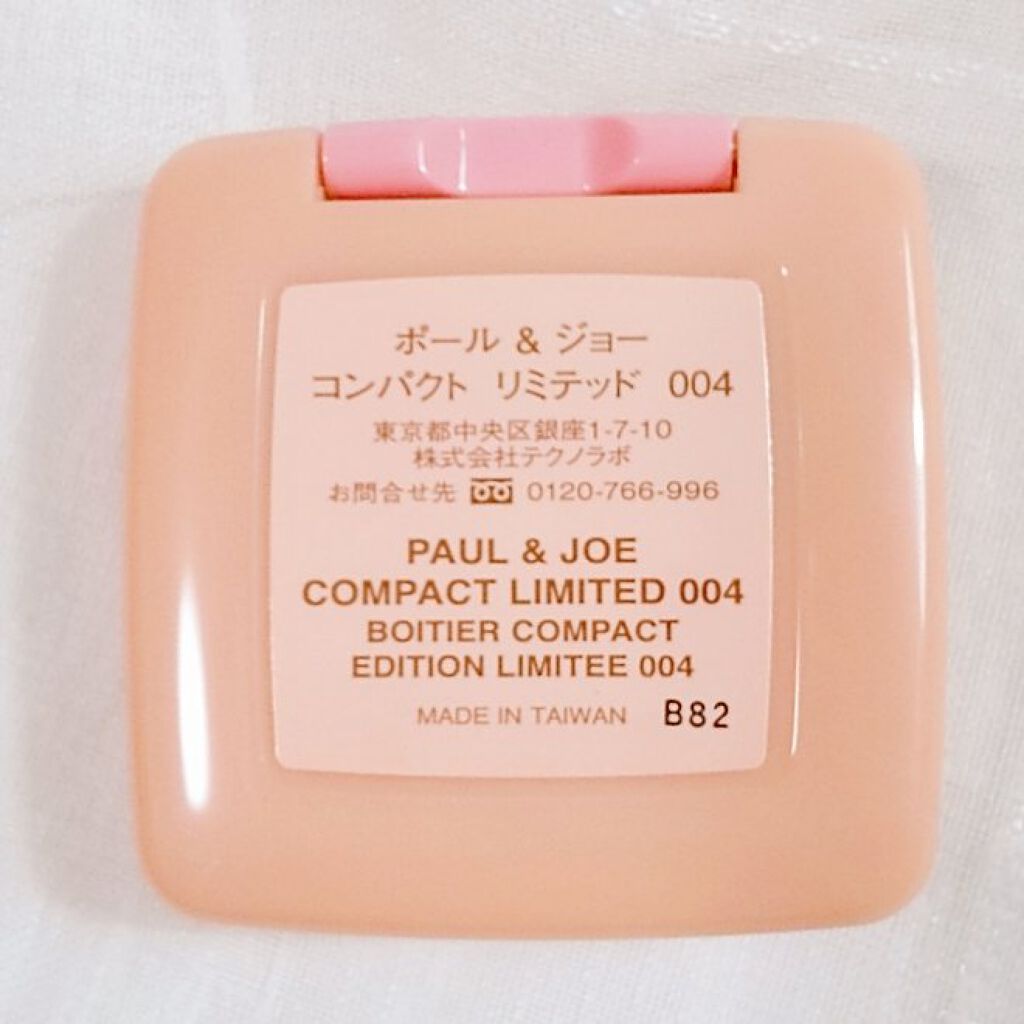 ポール & ジョー
コンパクト リミテッド 004
東京都中央区銀座1-7-10
株式会社テクノラボ
お問合せ先 0120-766-996
PAUL & JOE
COMPACT LIMITED 004
BOITIER COMPACT
EDITION LIMITEE 004
MADE IN TAIWAN B82